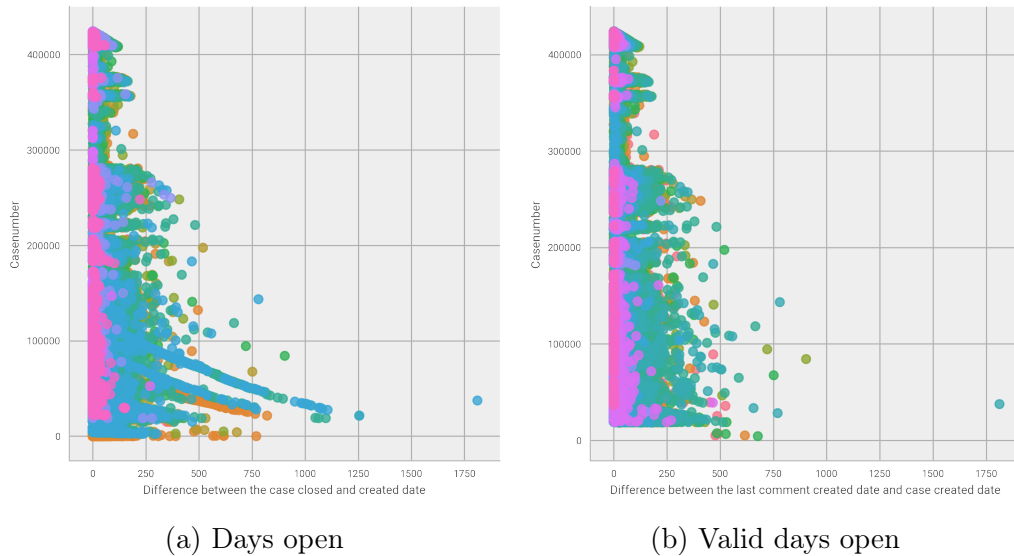 400000
300000
200000
100000
0
Casenumber
0 250 500 750 1000 1250 1500 1750
Difference between the case closed and created date
(a) Days open
400000
300000
200000
100000
0
Casenumber
0 250 500 750 1000 1250 1500 1750
Difference between the last comment created date and case created date
(b) Valid days open